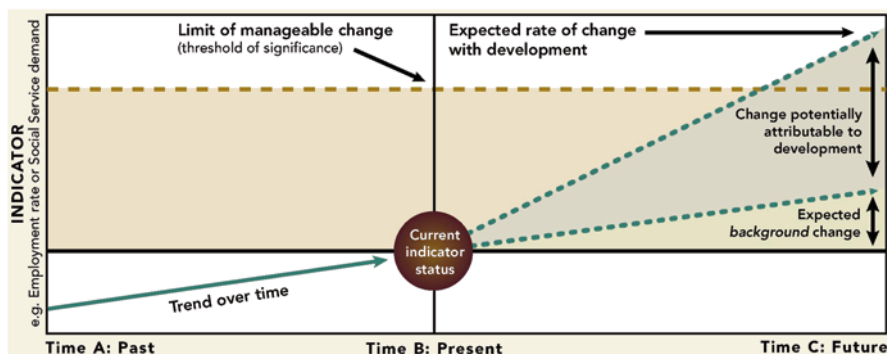 INDICATOR
e.g. Employment rate or Social Service demand
Limit of manageable change
(threshold of significance)
Expected rate of change
with development
Change potentially
attributable to
development
Expected
background change
Current
indicator
status
Trend over time
Time A: Past
Time B: Present
Time C: Future